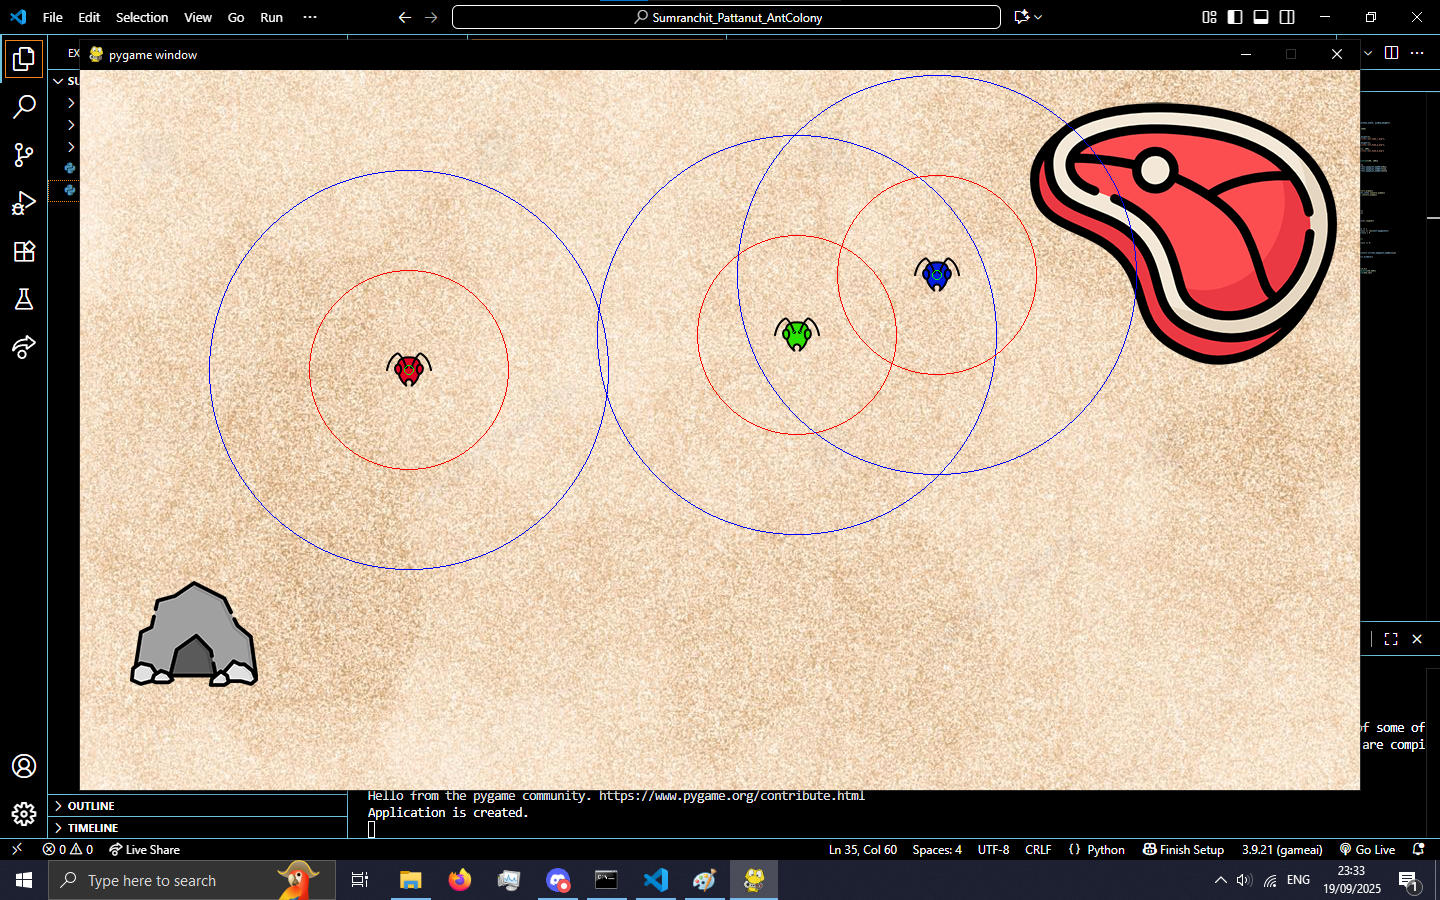 File Edit Selection View Go Run ···
Sumranchit_Pattanut_AntColony
EX
pygame window
SU
of some of
are compi
Hello from the pygame community. https://www.pygame.org/contribute.html
Application is created.
OUTLINE
TIMELINE
0 0 Live Share
Ln 35, Col 60 Spaces: 4 UTF-8 CRLF {} Python Finish Setup 3.9.21 (gameai) Go Live
Type here to search
ENG
23:33
19/09/2025
1